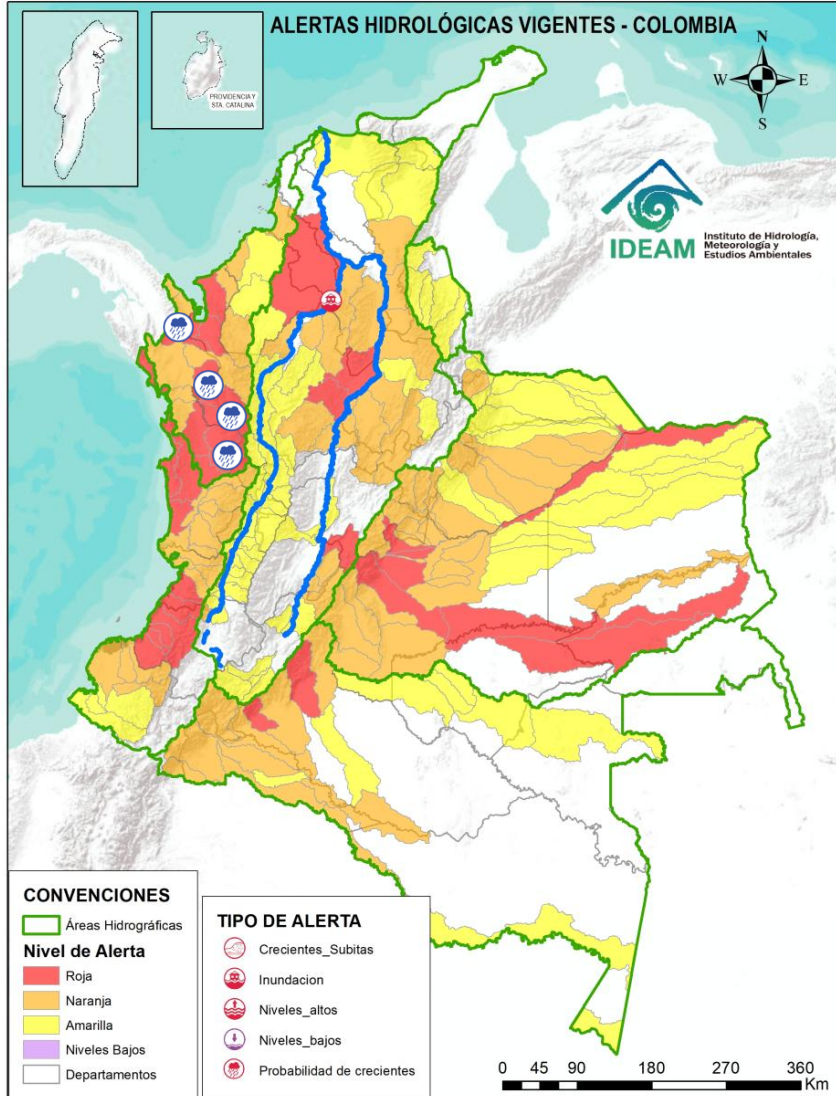 ALERTAS HIDROLÓGICAS VIGENTES - COLOMBIA
PROVIDENCIA Y
STA. CATALINA
N
W
E
S
IDEAM
Instituto de Hidrología,
Meteorología y
Estudios Ambientales
CONVENCIONES
Áreas Hidrográficas
Nivel de Alerta
Roja
Naranja
Amarilla
Niveles Bajos
Departamentos
TIPO DE ALERTA
Crecientes_Subitas
Inundacion
Niveles_altos
Niveles_bajos
Probabilidad de crecientes
0 45 90 180 270 360
Km